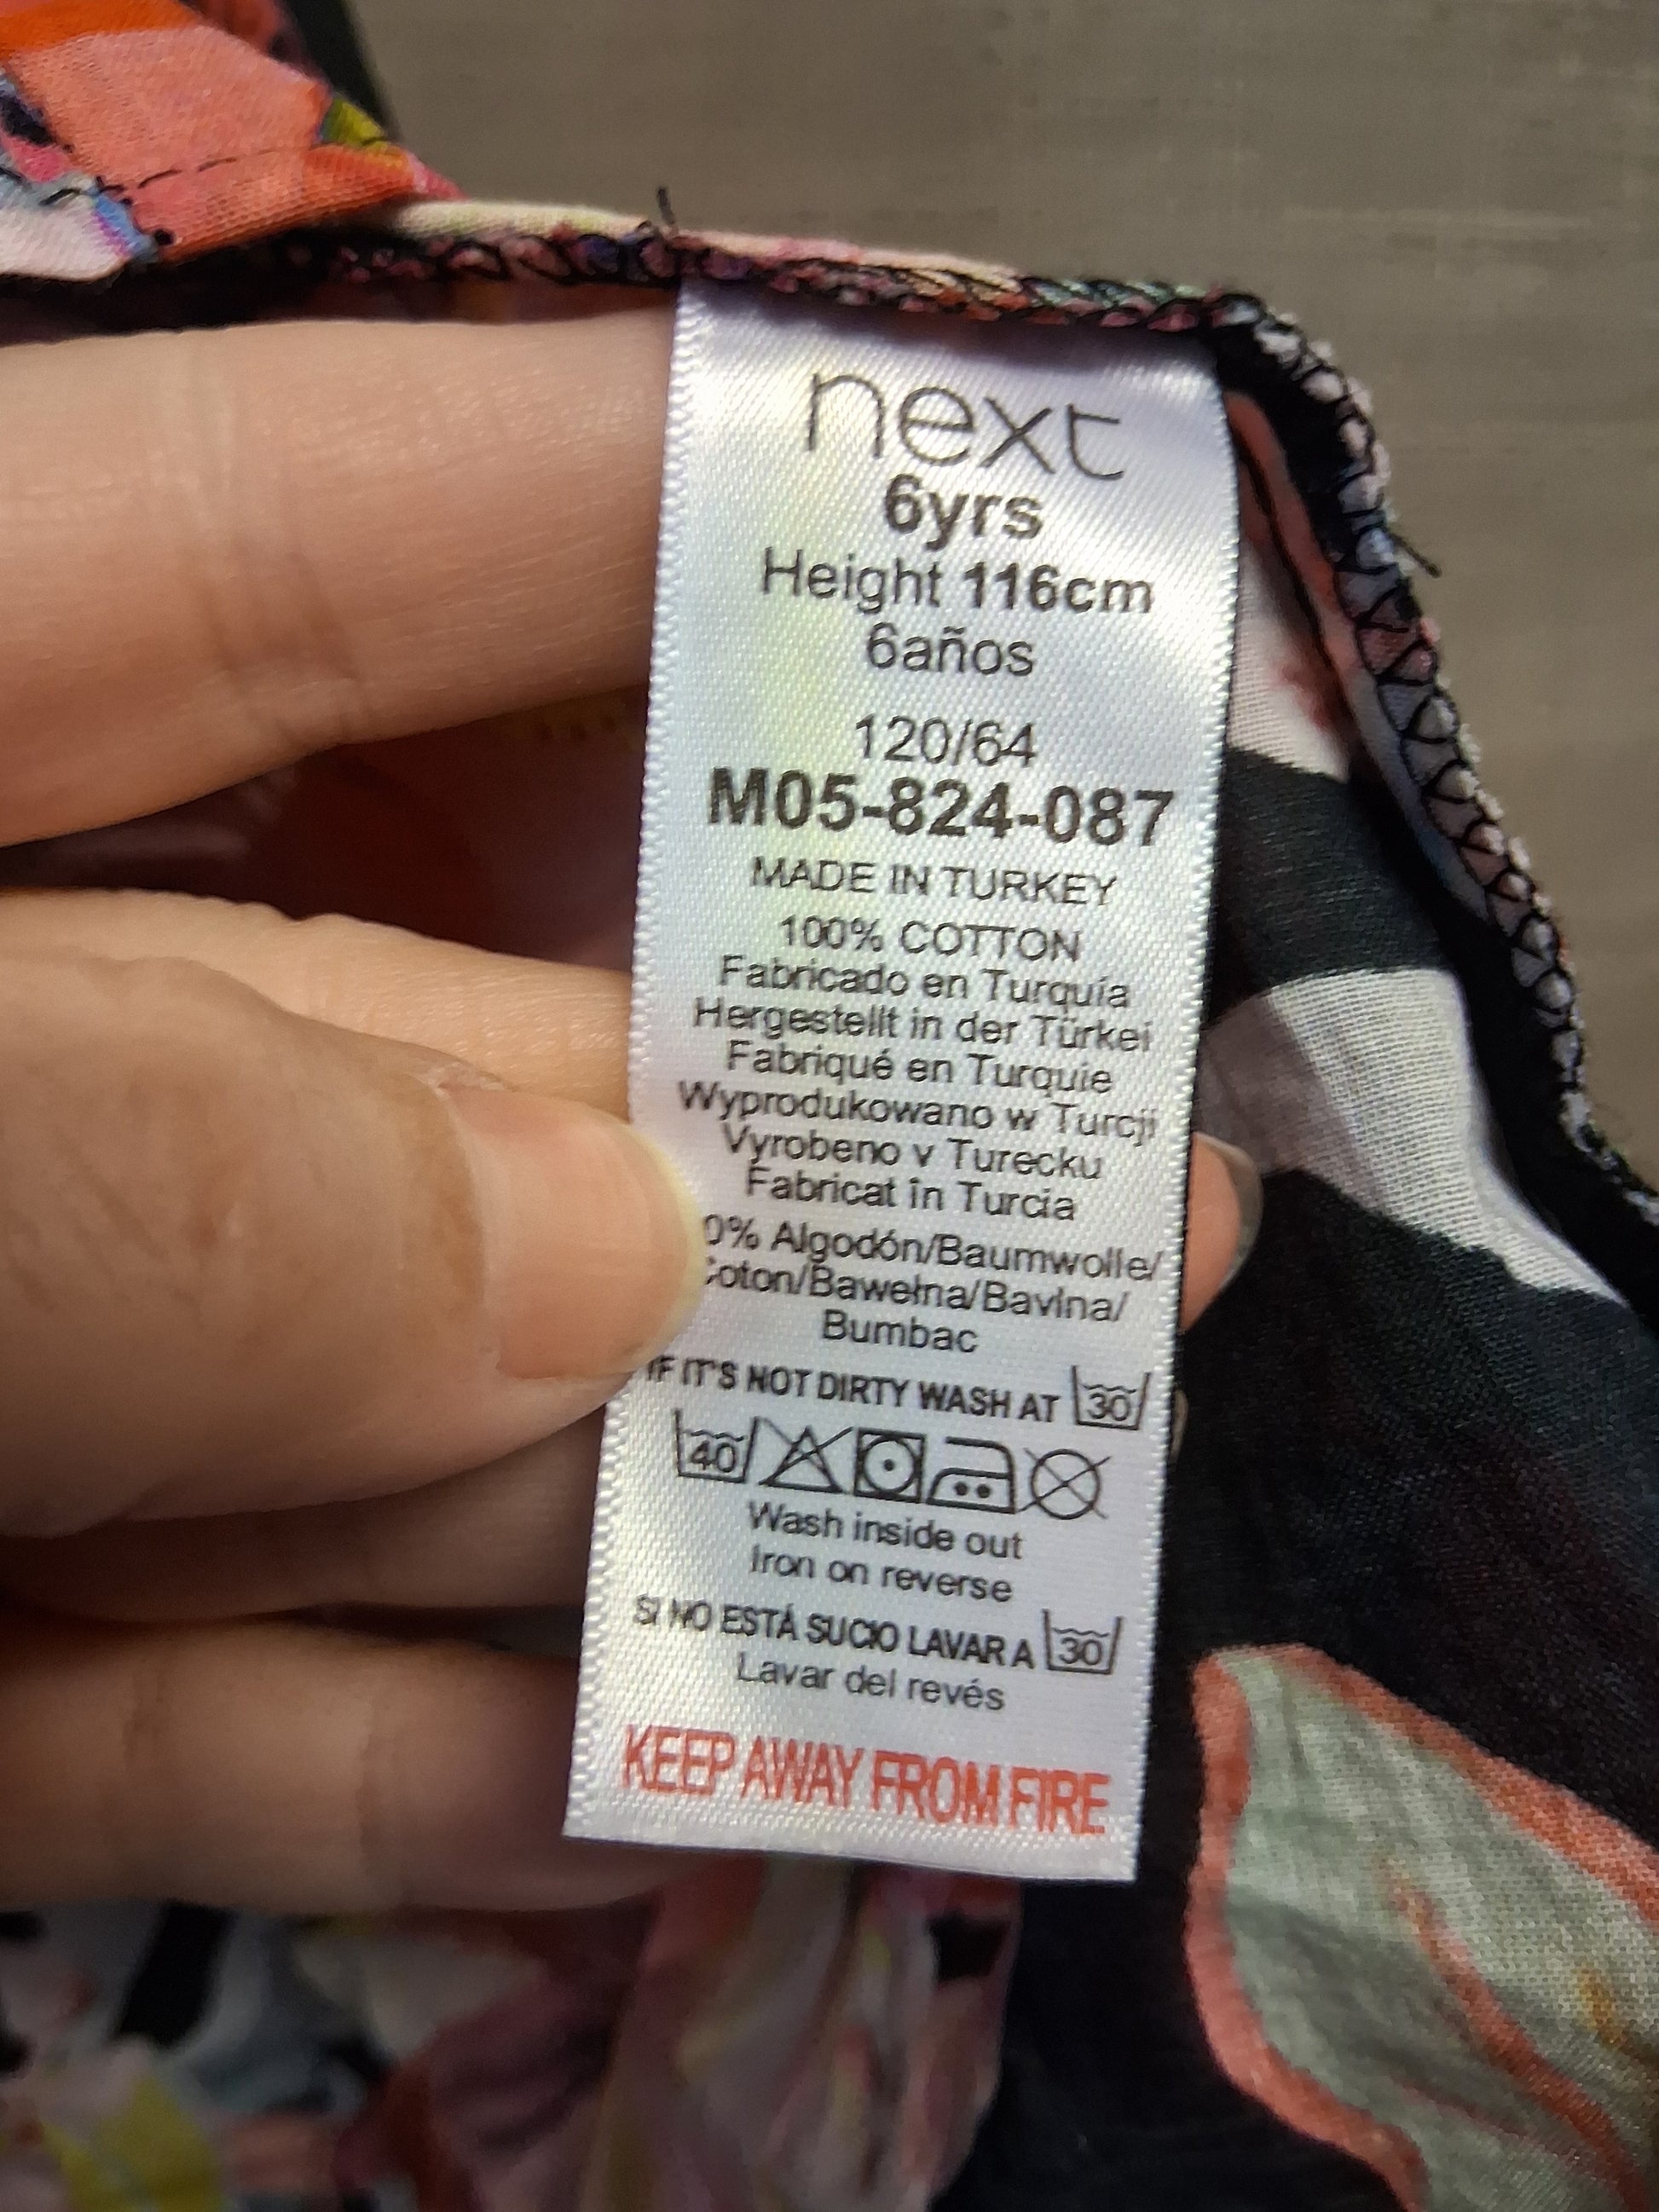 next
6yrs
Height 116cm
6años
120/64
M05-824-087
MADE IN TURKEY
100% COTTON
Fabricado en Turquía
Hergestellt in der Türkei
Fabriqué en Turquie
Wyprodukowano w Turcji
Vyrobeno v Turecku
Fabricat în Turcia
0% Algodón/Baumwolle/
oton/Bawełna/Bavlna/
Bumbac
IF IT'S NOT DIRTY WASH AT 30
40
Wash inside out
Iron on reverse
SI NO ESTÁ SUCIO LAVAR A 30
Lavar del revés
KEEP AWAY FROM FIRE